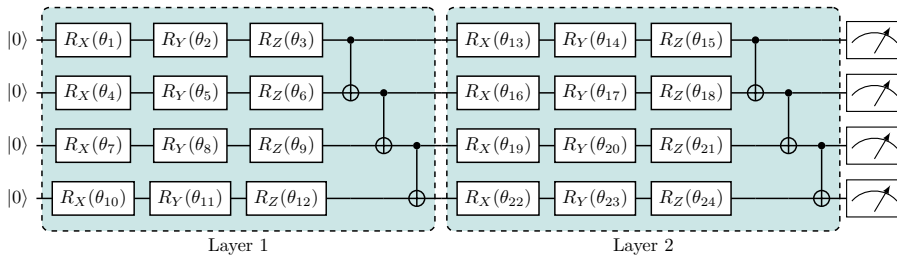 |0⟩ R_X(θ_1) R_Y(θ_2) R_Z(θ_3) R_X(θ_13) R_Y(θ_14) R_Z(θ_15)
|0⟩ R_X(θ_4) R_Y(θ_5) R_Z(θ_6) R_X(θ_16) R_Y(θ_17) R_Z(θ_18)
|0⟩ R_X(θ_7) R_Y(θ_8) R_Z(θ_9) R_X(θ_19) R_Y(θ_20) R_Z(θ_21)
|0⟩ R_X(θ_10) R_Y(θ_11) R_Z(θ_12) R_X(θ_22) R_Y(θ_23) R_Z(θ_24)
Layer 1 Layer 2